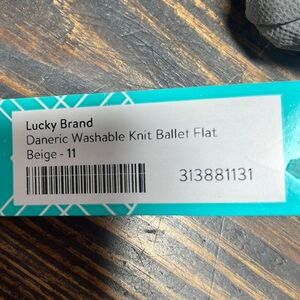 Lucky Brand
Daneric Washable Knit Ballet Flat
Beige - 11
313881131